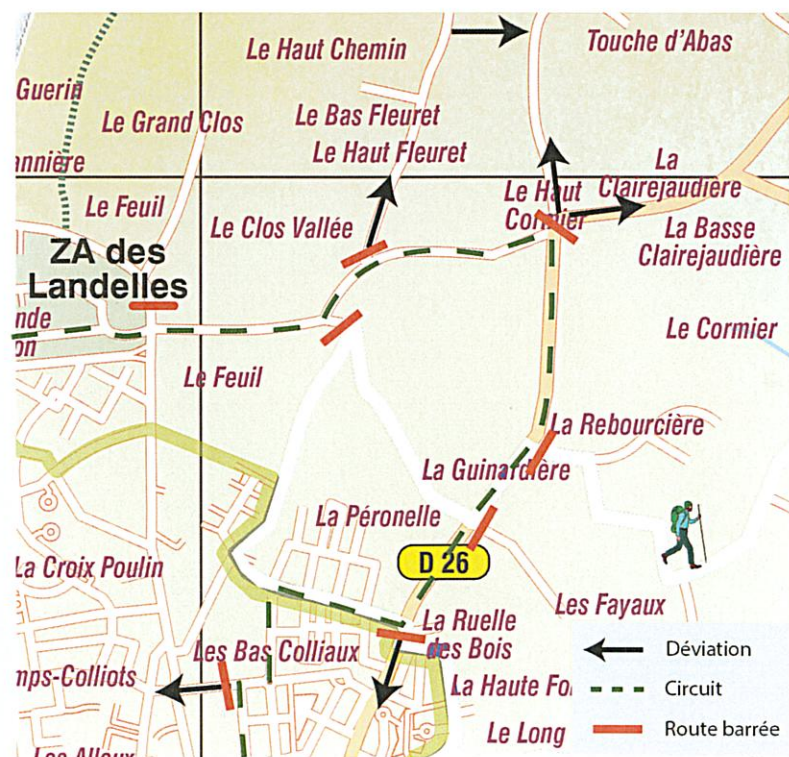 Le Haut Chemin
Touche d'Abas
Guerin
Le Grand Clos
Le Bas Fleuret
Le Haut Fleuret
annière
La
Clairejaudière
Le Feuil
Le Haut
Cormier
Le Clos Vallée
La Basse
Clairejaudière
ZA des
Landelles
nde
on
Le Cormier
Le Feuil
La Rebourcière
La Guinardière
La Péronelle
D 26
La Croix Poulin
Les Fayaux
La Ruelle
des Bois
Les Bas Colliaux
mps-Colliots
La Haute Fo
Le Long
Les Allaux
Déviation
Circuit
Route barrée